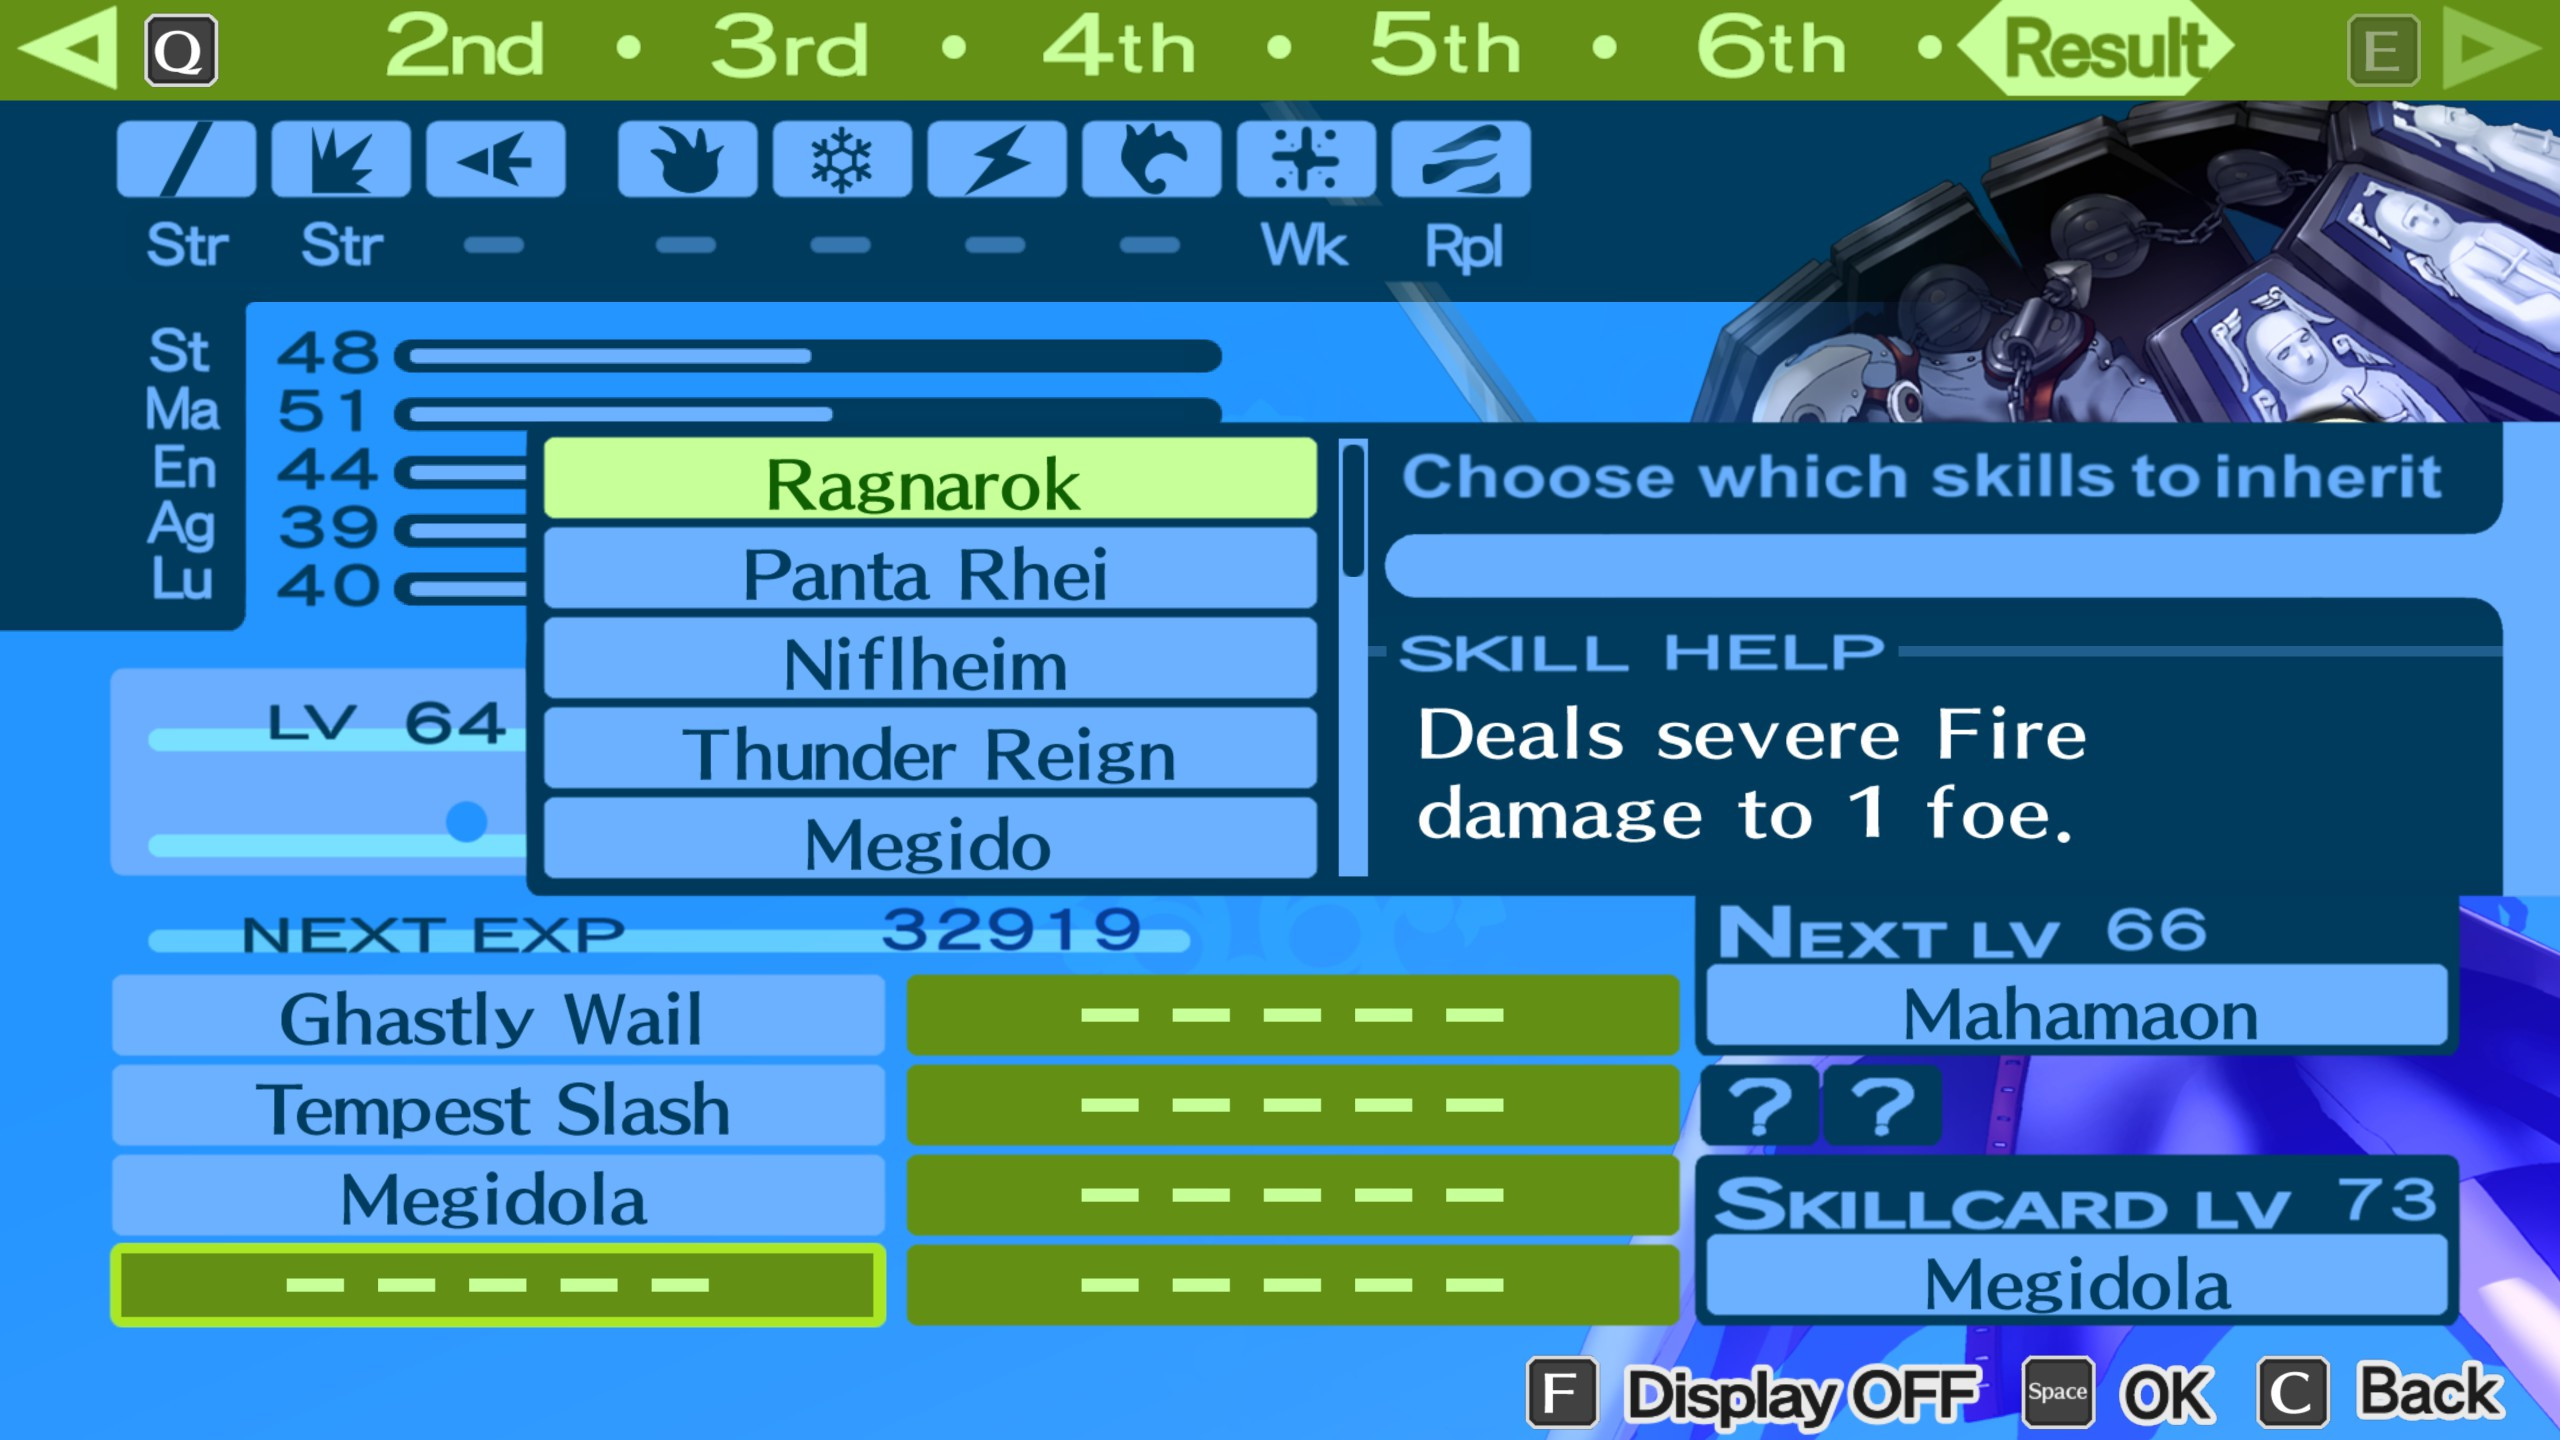 Q 2nd • 3rd • 4th • 5th • 6th • Result E
Str Str — — — — — Wk Rpl
St 48
Ma 51
En 44
Ag 39
Lu 40
Ragnarok
Panta Rhei
Niflheim
Thunder Reign
Megido
Choose which skills to inherit
SKILL HELP
Deals severe Fire
damage to 1 foe.
LV 64
NEXT EXP 32919
Ghastly Wail — — — — —
Tempest Slash — — — — —
Megidola — — — — —
— — — — — — — — — —
NEXT LV 66
Mahamaon
? ?
SKILLCARD LV 73
Megidola
F Display OFF Space OK C Back